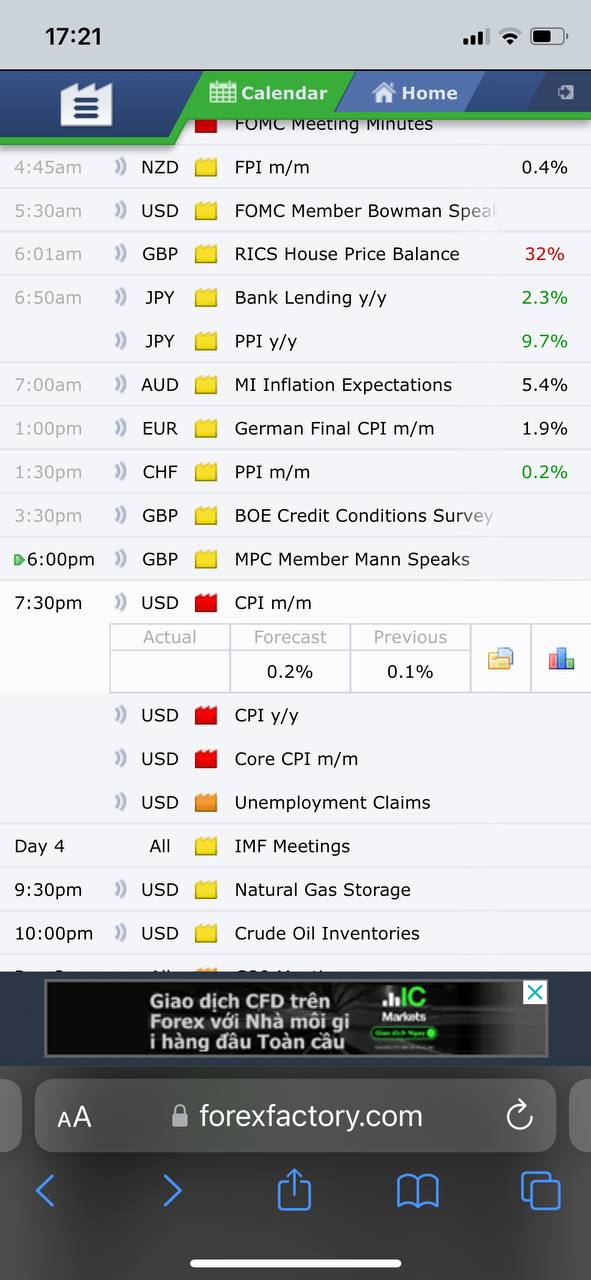 17:21
Calendar
Home
FOMC Meeting Minutes
4:45am NZD FPI m/m 0.4%
5:30am USD FOMC Member Bowman Speak
6:01am GBP RICS House Price Balance 32%
6:50am JPY Bank Lending y/y 2.3%
JPY PPI y/y 9.7%
7:00am AUD MI Inflation Expectations 5.4%
1:00pm EUR German Final CPI m/m 1.9%
1:30pm CHF PPI m/m 0.2%
3:30pm GBP BOE Credit Conditions Survey
6:00pm GBP MPC Member Mann Speaks
7:30pm USD CPI m/m
Actual Forecast Previous
0.2% 0.1%
USD CPI y/y
USD Core CPI m/m
USD Unemployment Claims
Day 4 All IMF Meetings
9:30pm USD Natural Gas Storage
10:00pm USD Crude Oil Inventories
Giao dịch CFD trên
Forex với Nhà môi gi
i hàng đầu Toàn cầu
IC
Markets
Giao dịch Ngay
AA forexfactory.com